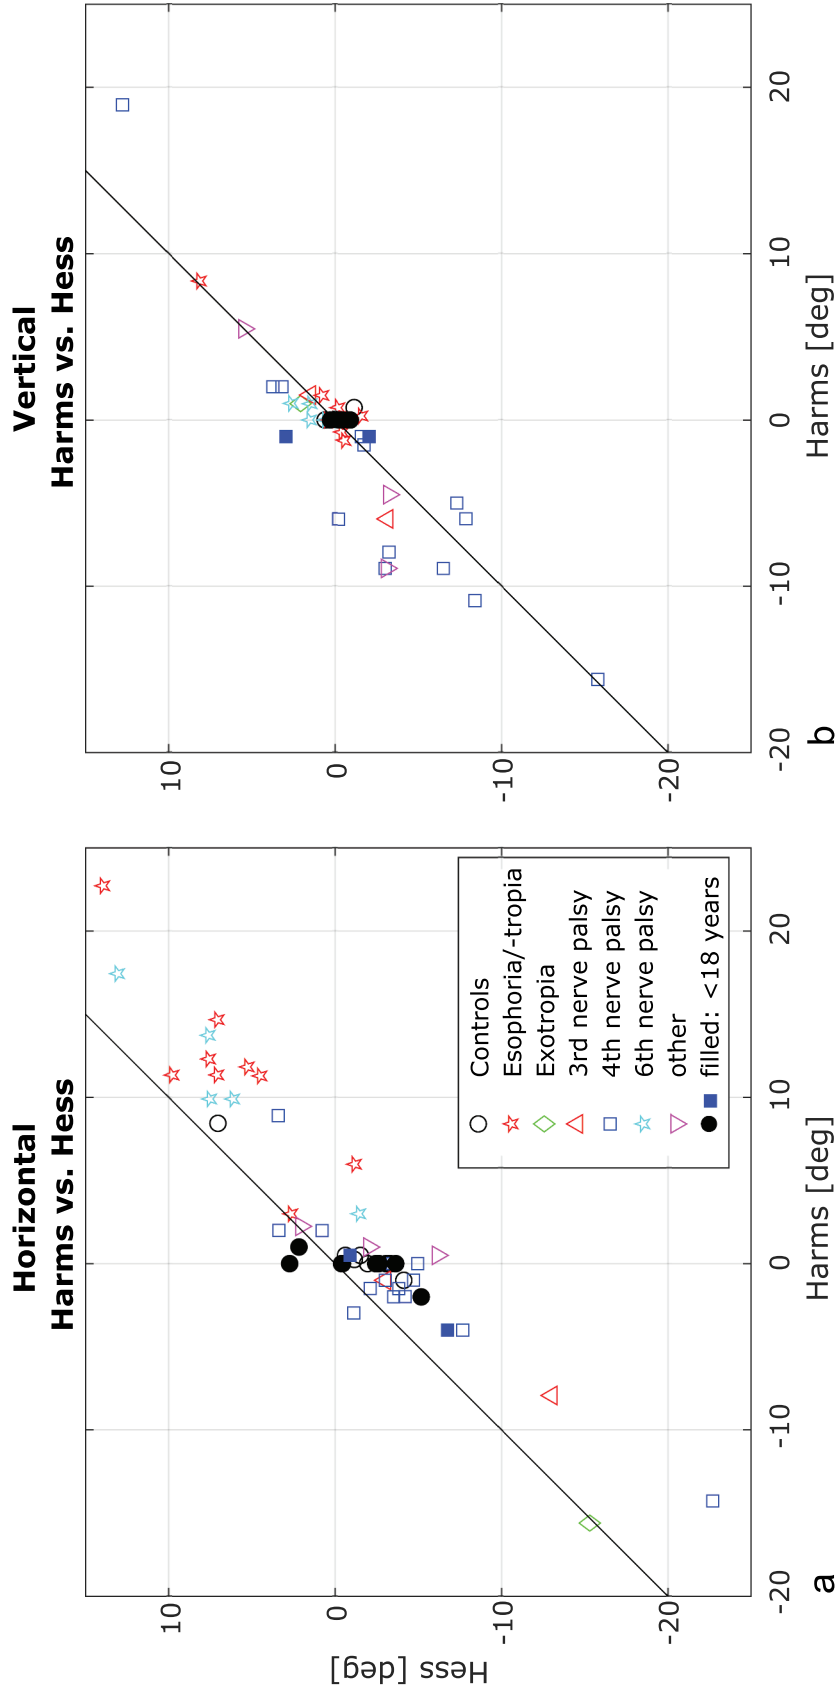 Horizontal
Harms vs. Hess
10
0
-10
-20
Hess [deg]
-20
-10
0
10
20
Harms [deg]
Controls
Esophoria/-tropia
Exotropia
3rd nerve palsy
4th nerve palsy
6th nerve palsy
other
filled: <18 years
a
Vertical
Harms vs. Hess
10
0
-10
-20
-20
-10
0
10
20
Harms [deg]
b